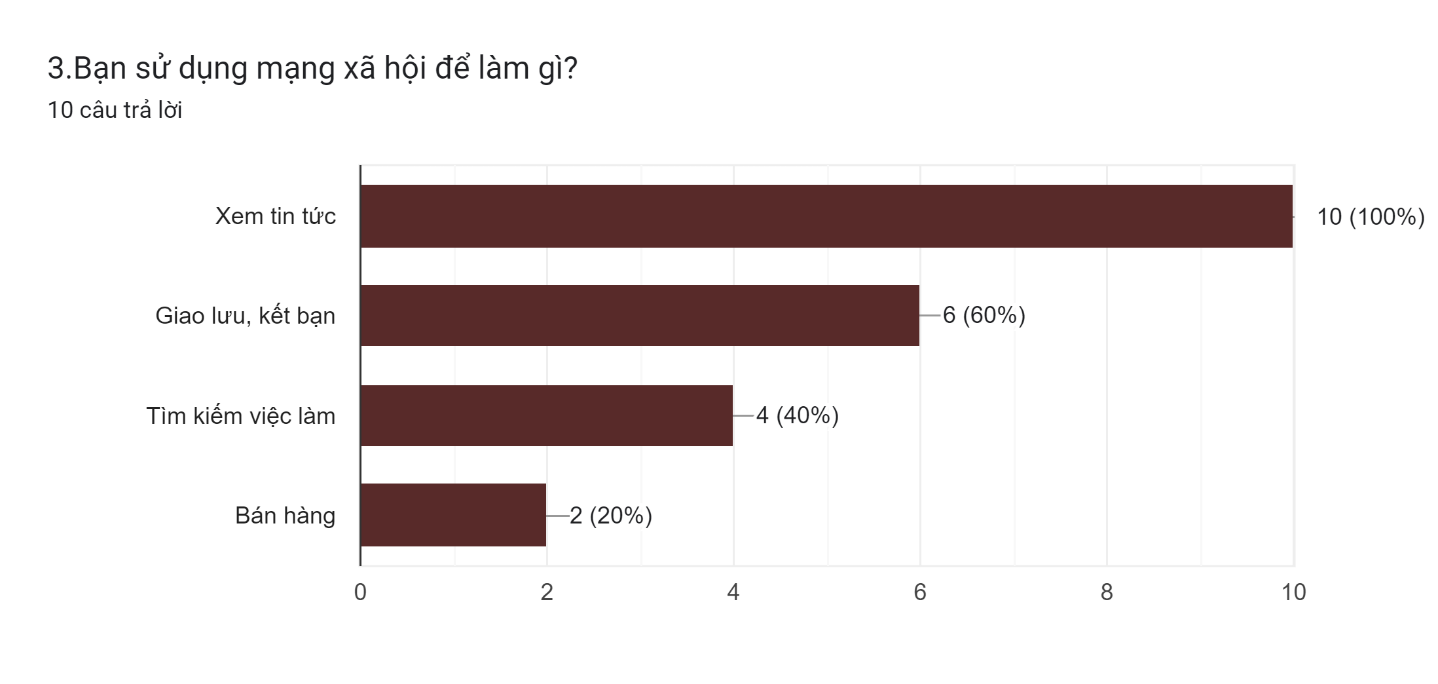 3.Bạn sử dụng mạng xã hội để làm gì?
10 câu trả lời
Xem tin tức
10 (100%)
Giao lưu, kết bạn
6 (60%)
Tìm kiếm việc làm
4 (40%)
Bán hàng
2 (20%)
0 2 4 6 8 10